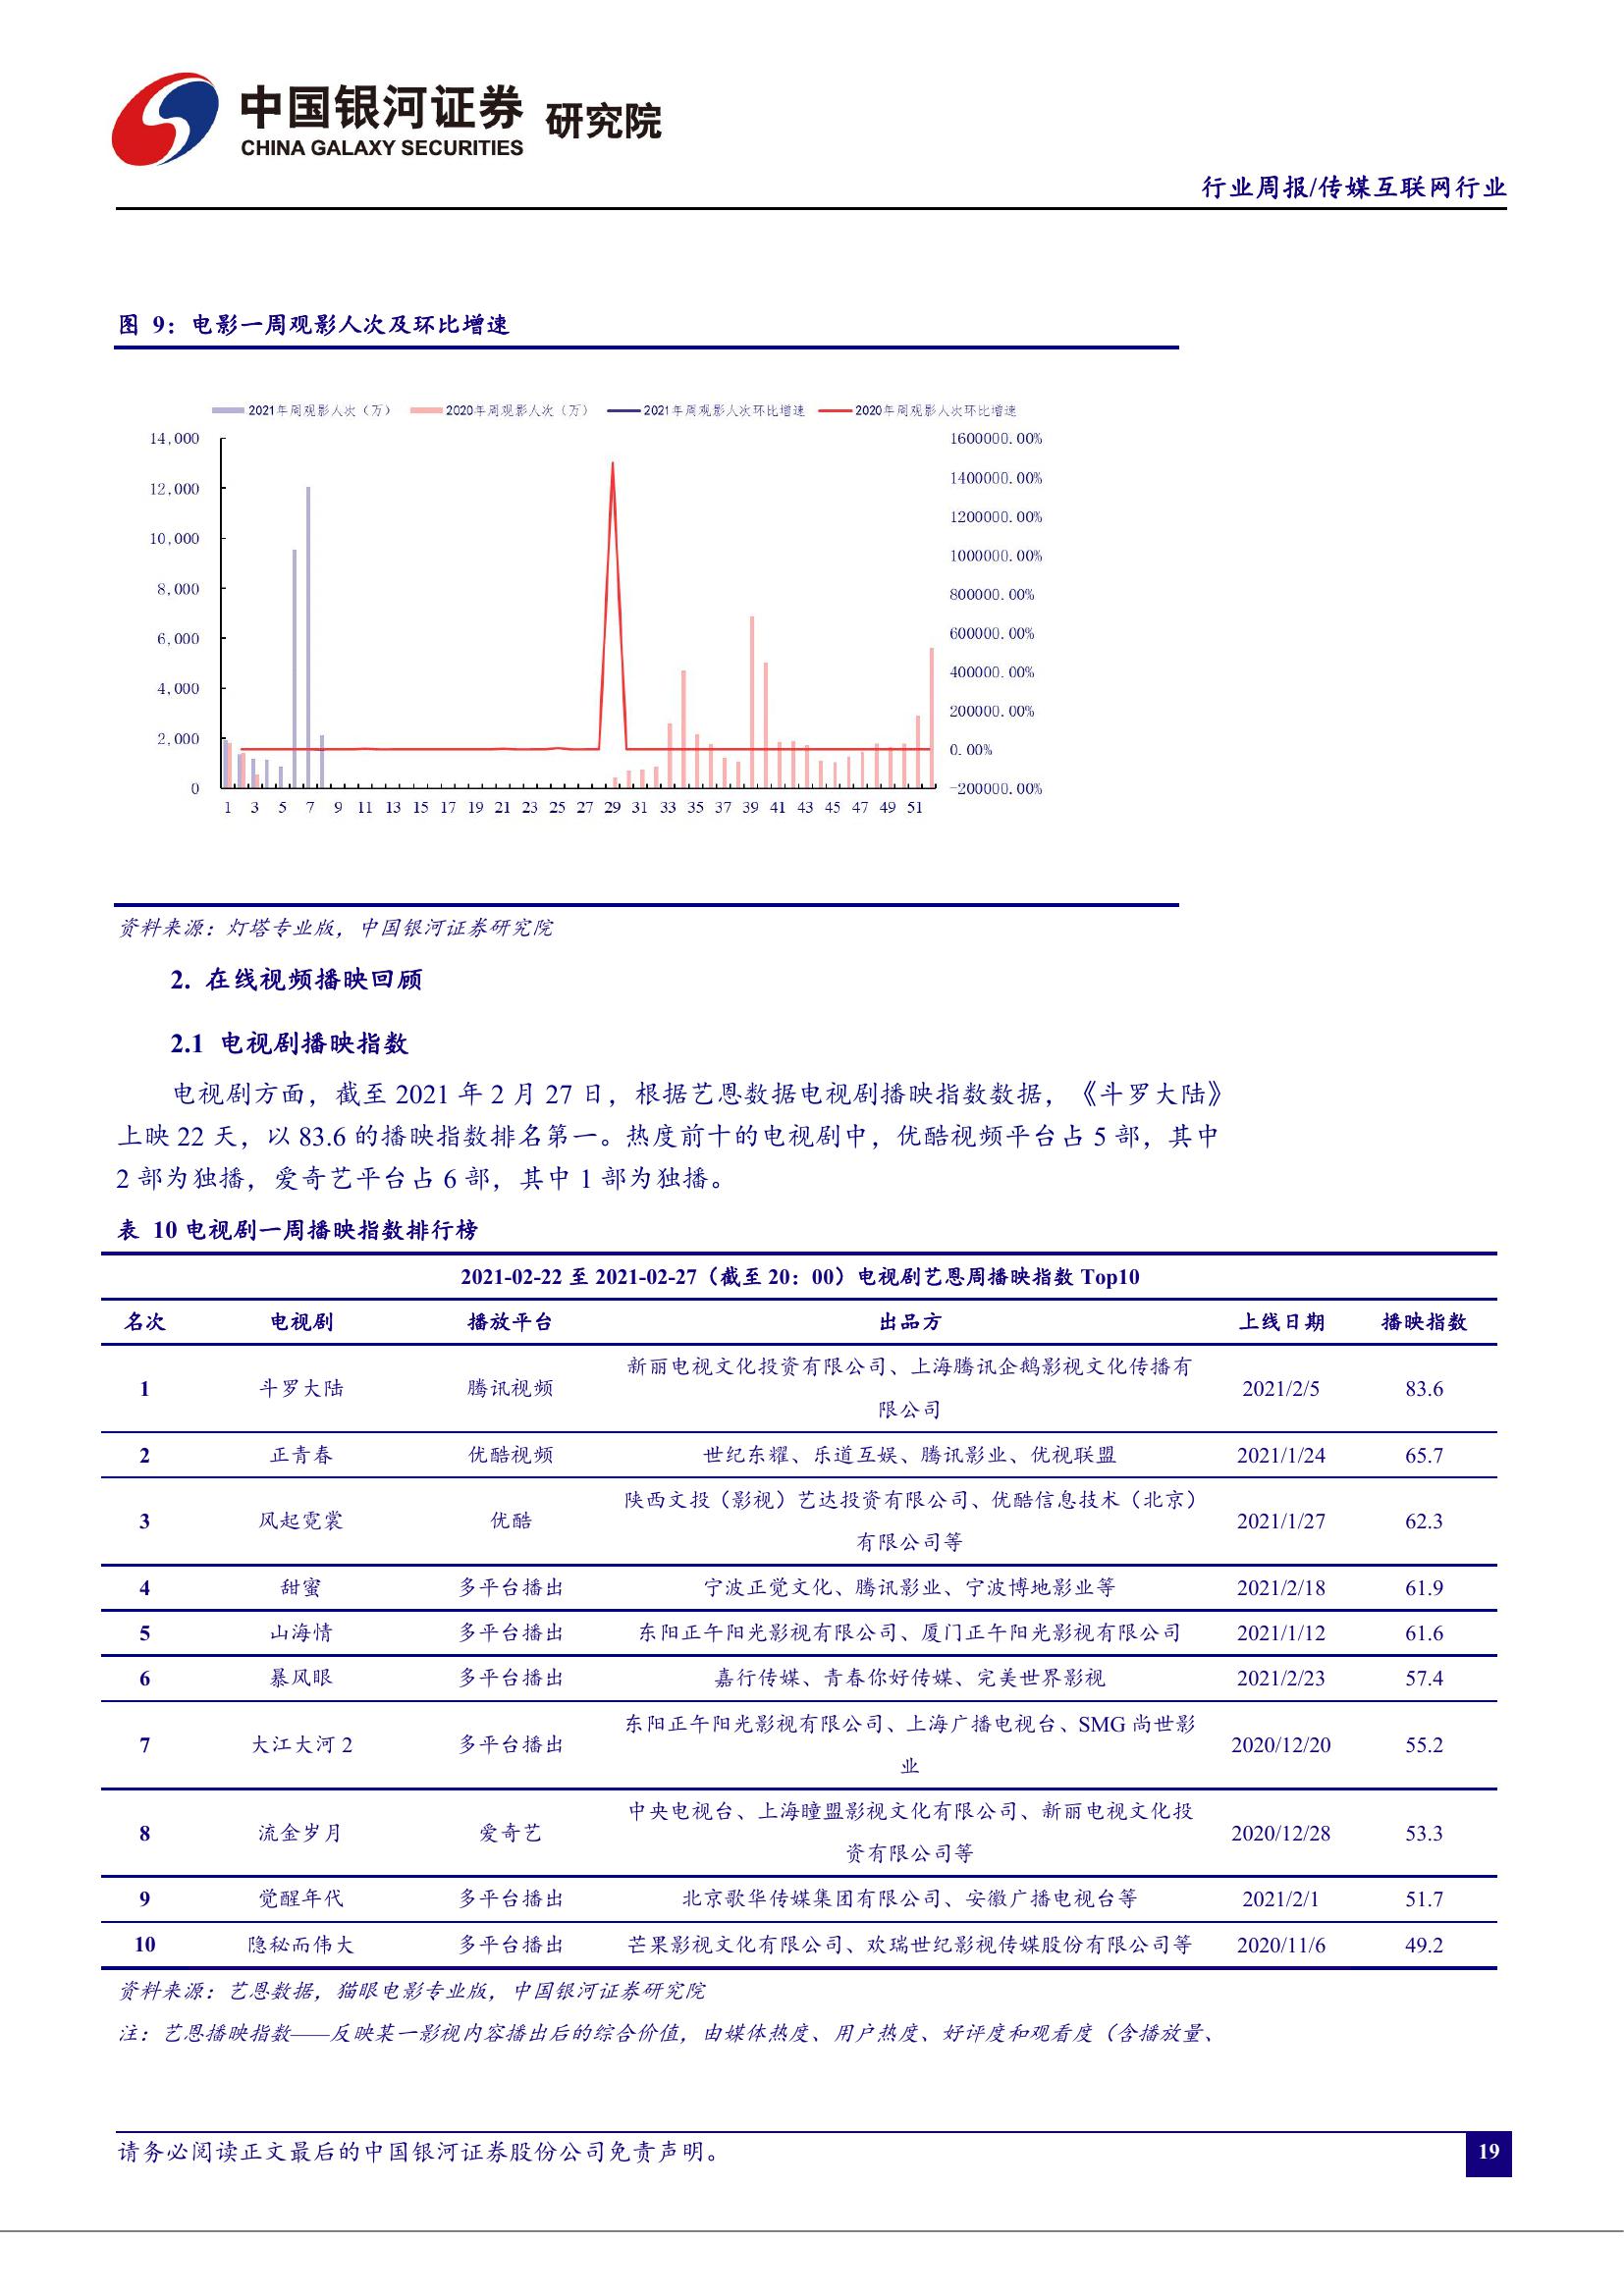 中国银河证券 研究院
CHINA GALAXY SECURITIES
行业周报/传媒互联网行业
图 9：电影一周观影人次及环比增速
2021年周观影人次（万） 2020年周观影人次（万） 2021年周观影人次环比增速 2020年周观影人次环比增速
14,000 1600000.00%
12,000 1400000.00%
10,000 1200000.00%
8,000 1000000.00%
6,000 800000.00%
4,000 600000.00%
2,000 400000.00%
0 200000.00%
0.00%
-200000.00%
1 3 5 7 9 11 13 15 17 19 21 23 25 27 29 31 33 35 37 39 41 43 45 47 49 51
资料来源：灯塔专业版，中国银河证券研究院
2. 在线视频播映回顾
2.1 电视剧播映指数
电视剧方面，截至 2021 年 2 月 27 日，根据艺恩数据电视剧播映指数数据，《斗罗大陆》
上映 22 天，以 83.6 的播映指数排名第一。热度前十的电视剧中，优酷视频平台占 5 部，其中
2 部为独播，爱奇艺平台占 6 部，其中 1 部为独播。
表 10 电视剧一周播映指数排行榜
2021-02-22 至 2021-02-27（截至 20：00）电视剧艺恩周播映指数 Top10
名次 电视剧 播放平台 出品方 上线日期 播映指数
1 斗罗大陆 腾讯视频 新丽电视文化投资有限公司、上海腾讯企鹅影视文化传播有 2021/2/5 83.6
限公司
2 正青春 优酷视频 世纪东耀、乐道互娱、腾讯影业、优视联盟 2021/1/24 65.7
3 风起霓裳 优酷 陕西文投（影视）艺达投资有限公司、优酷信息技术（北京） 2021/1/27 62.3
有限公司等
4 甜蜜 多平台播出 宁波正觉文化、腾讯影业、宁波博地影业等 2021/2/18 61.9
5 山海情 多平台播出 东阳正午阳光影视有限公司、厦门正午阳光影视有限公司 2021/1/12 61.6
6 暴风眼 多平台播出 嘉行传媒、青春你好传媒、完美世界影视 2021/2/23 57.4
7 大江大河 2 多平台播出 东阳正午阳光影视有限公司、上海广播电视台、SMG 尚世影 2020/12/20 55.2
业
8 流金岁月 爱奇艺 中央电视台、上海瞳盟影视文化有限公司、新丽电视文化投 2020/12/28 53.3
资有限公司等
9 觉醒年代 多平台播出 北京歌华传媒集团有限公司、安徽广播电视台等 2021/2/1 51.7
10 隐秘而伟大 多平台播出 芒果影视文化有限公司、欢瑞世纪影视传媒股份有限公司等 2020/11/6 49.2
资料来源：艺恩数据，猫眼电影专业版，中国银河证券研究院
注：艺恩播映指数——反映某一影视内容播出后的综合价值，由媒体热度、用户热度、好评度和观看度（含播放量、
请务必阅读正文最后的中国银河证券股份公司免责声明。
19